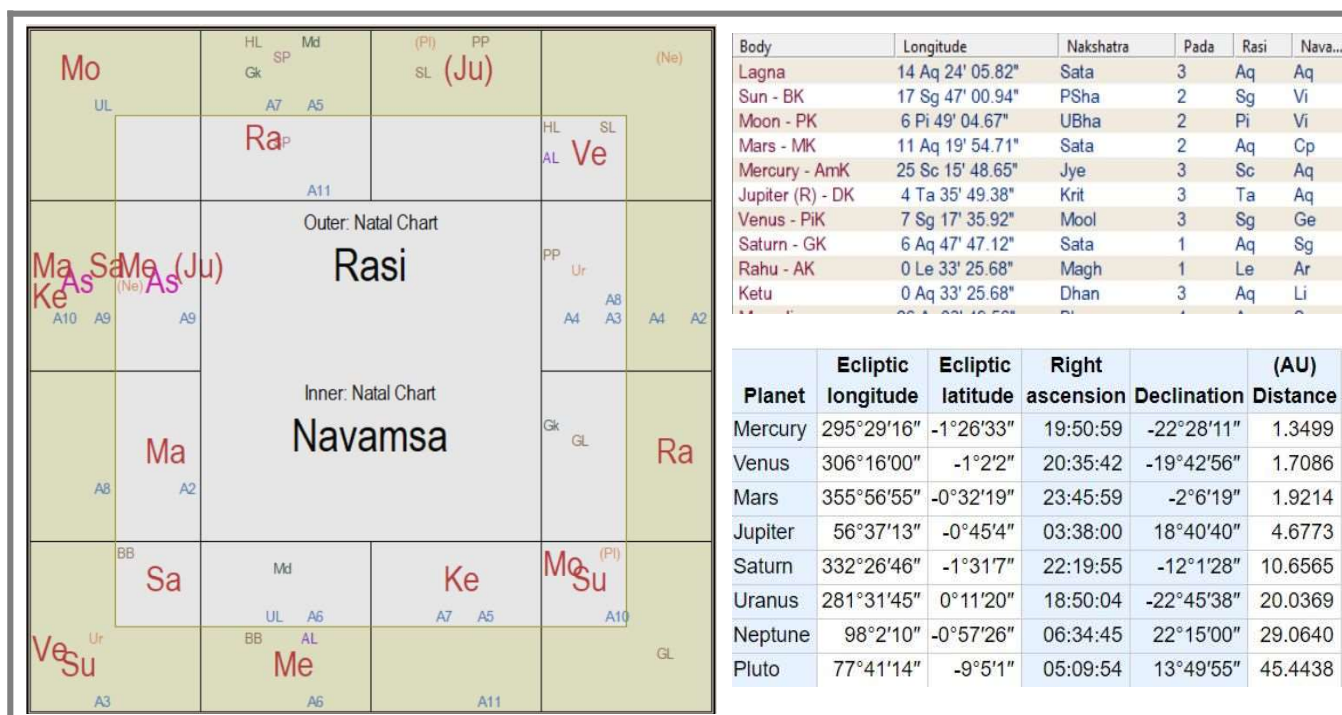 Mo
UL
HL Md
SP
Gk
A7 A5
(Pl) PP
SL (Ju)
(Ne)
Ra
SP
A11
HL SL
AL Ve
Ma Sa
Ke As
A10 A9
Me (Ju)
(Ne) As
A9
Outer: Natal Chart
Rasi
PP
Ur
A8
A4 A3
A4 A2
Inner: Natal Chart
Navamsa
A8
Ma
A2
Gk
GL
Ra
BB
Sa
Md
UL A6
Ke
A7 A5
Mo (Pl)
Su
A10
Ve Ur
Su
A3
BB AL
Me
A6
A11
GL
Body Longitude Nakshatra Pada Rasi Nava...
Lagna 14 Aq 24' 05.82" Sata 3 Aq Aq
Sun - BK 17 Sg 47' 00.94" PSha 2 Sg Vi
Moon - PK 6 Pi 49' 04.67" UBha 2 Pi Vi
Mars - MK 11 Aq 19' 54.71" Sata 2 Aq Cp
Mercury - AmK 25 Sc 15' 48.65" Jye 3 Sc Aq
Jupiter (R) - DK 4 Ta 35' 49.38" Krit 3 Ta Aq
Venus - PiK 7 Sg 17' 35.92" Mool 3 Sg Ge
Saturn - GK 6 Aq 47' 47.12" Sata 1 Aq Sg
Rahu - AK 0 Le 33' 25.68" Magh 1 Le Ar
Ketu 0 Aq 33' 25.68" Dhan 3 Aq Li
Ecliptic Ecliptic Right (AU)
Planet longitude latitude ascension Declination Distance
Mercury 295°29′16″ -1°26′33″ 19:50:59 -22°28′11″ 1.3499
Venus 306°16′00″ -1°2′2″ 20:35:42 -19°42′56″ 1.7086
Mars 355°56′55″ -0°32′19″ 23:45:59 -2°6′19″ 1.9214
Jupiter 56°37′13″ -0°45′4″ 03:38:00 18°40′40″ 4.6773
Saturn 332°26′46″ -1°31′7″ 22:19:55 -12°1′28″ 10.6565
Uranus 281°31′45″ 0°11′20″ 18:50:04 -22°45′38″ 20.0369
Neptune 98°2′10″ -0°57′26″ 06:34:45 22°15′00″ 29.0640
Pluto 77°41′14″ -9°5′1″ 05:09:54 13°49′55″ 45.4438